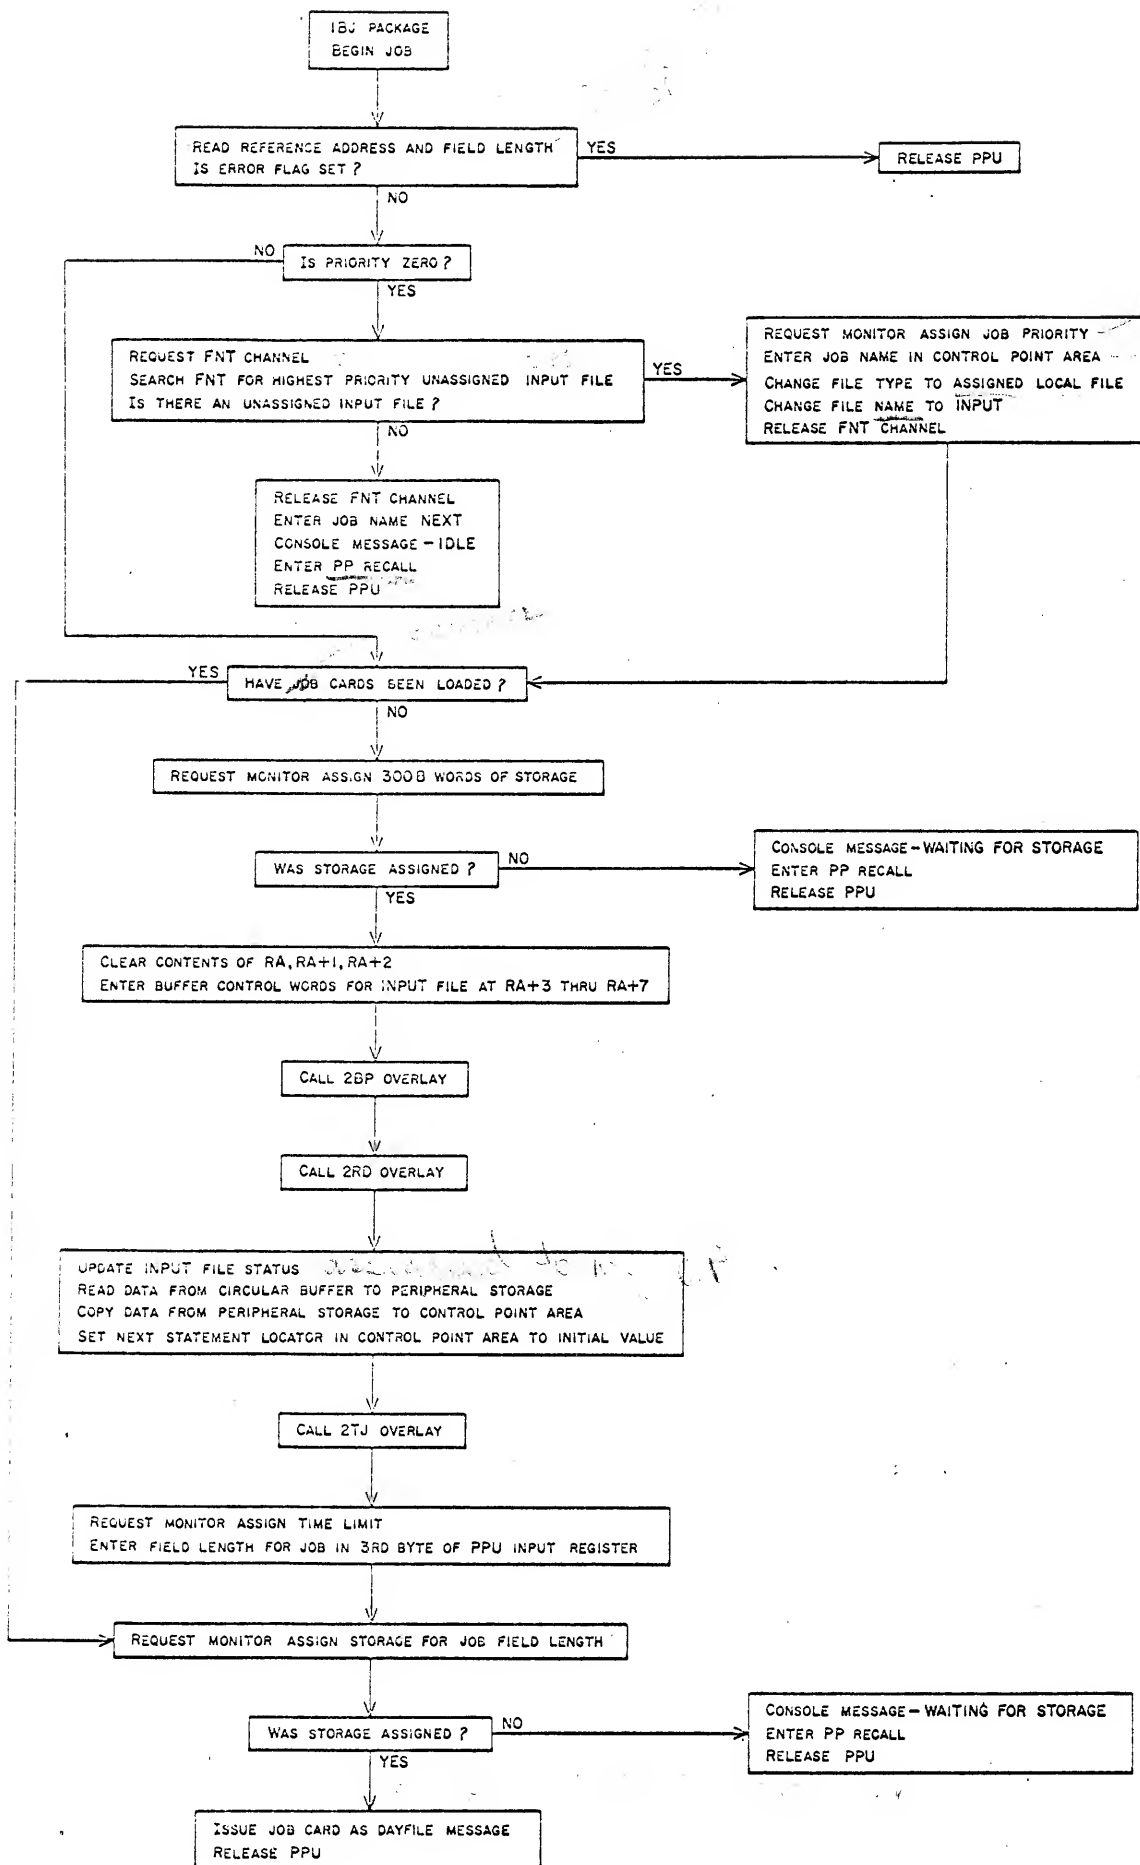 1BJ PACKAGE
BEGIN JOB
READ REFERENCE ADDRESS AND FIELD LENGTH
IS ERROR FLAG SET?
YES
RELEASE PPU
NO
NO
IS PRIORITY ZERO?
YES
REQUEST FNT CHANNEL
SEARCH FNT FOR HIGHEST PRIORITY UNASSIGNED INPUT FILE
IS THERE AN UNASSIGNED INPUT FILE?
YES
REQUEST MONITOR ASSIGN JOB PRIORITY
ENTER JOB NAME IN CONTROL POINT AREA
CHANGE FILE TYPE TO ASSIGNED LOCAL FILE
CHANGE FILE NAME TO INPUT
RELEASE FNT CHANNEL
NO
RELEASE FNT CHANNEL
ENTER JOB NAME NEXT
CONSOLE MESSAGE - IDLE
ENTER PP RECALL
RELEASE PPU
YES
HAVE JOB CARDS BEEN LOADED?
NO
REQUEST MONITOR ASSIGN 300B WORDS OF STORAGE
WAS STORAGE ASSIGNED?
NO
CONSOLE MESSAGE - WAITING FOR STORAGE
ENTER PP RECALL
RELEASE PPU
YES
CLEAR CONTENTS OF RA, RA+1, RA+2
ENTER BUFFER CONTROL WORDS FOR INPUT FILE AT RA+3 THRU RA+7
CALL 2BP OVERLAY
CALL 2RD OVERLAY
UPDATE INPUT FILE STATUS
READ DATA FROM CIRCULAR BUFFER TO PERIPHERAL STORAGE
COPY DATA FROM PERIPHERAL STORAGE TO CONTROL POINT AREA
SET NEXT STATEMENT LOCATOR IN CONTROL POINT AREA TO INITIAL VALUE
CALL 2TJ OVERLAY
REQUEST MONITOR ASSIGN TIME LIMIT
ENTER FIELD LENGTH FOR JOB IN 3RD BYTE OF PPU INPUT REGISTER
REQUEST MONITOR ASSIGN STORAGE FOR JOB FIELD LENGTH
WAS STORAGE ASSIGNED?
NO
CONSOLE MESSAGE - WAITING FOR STORAGE
ENTER PP RECALL
RELEASE PPU
YES
ISSUE JOB CARD AS DAYFILE MESSAGE
RELEASE PPU